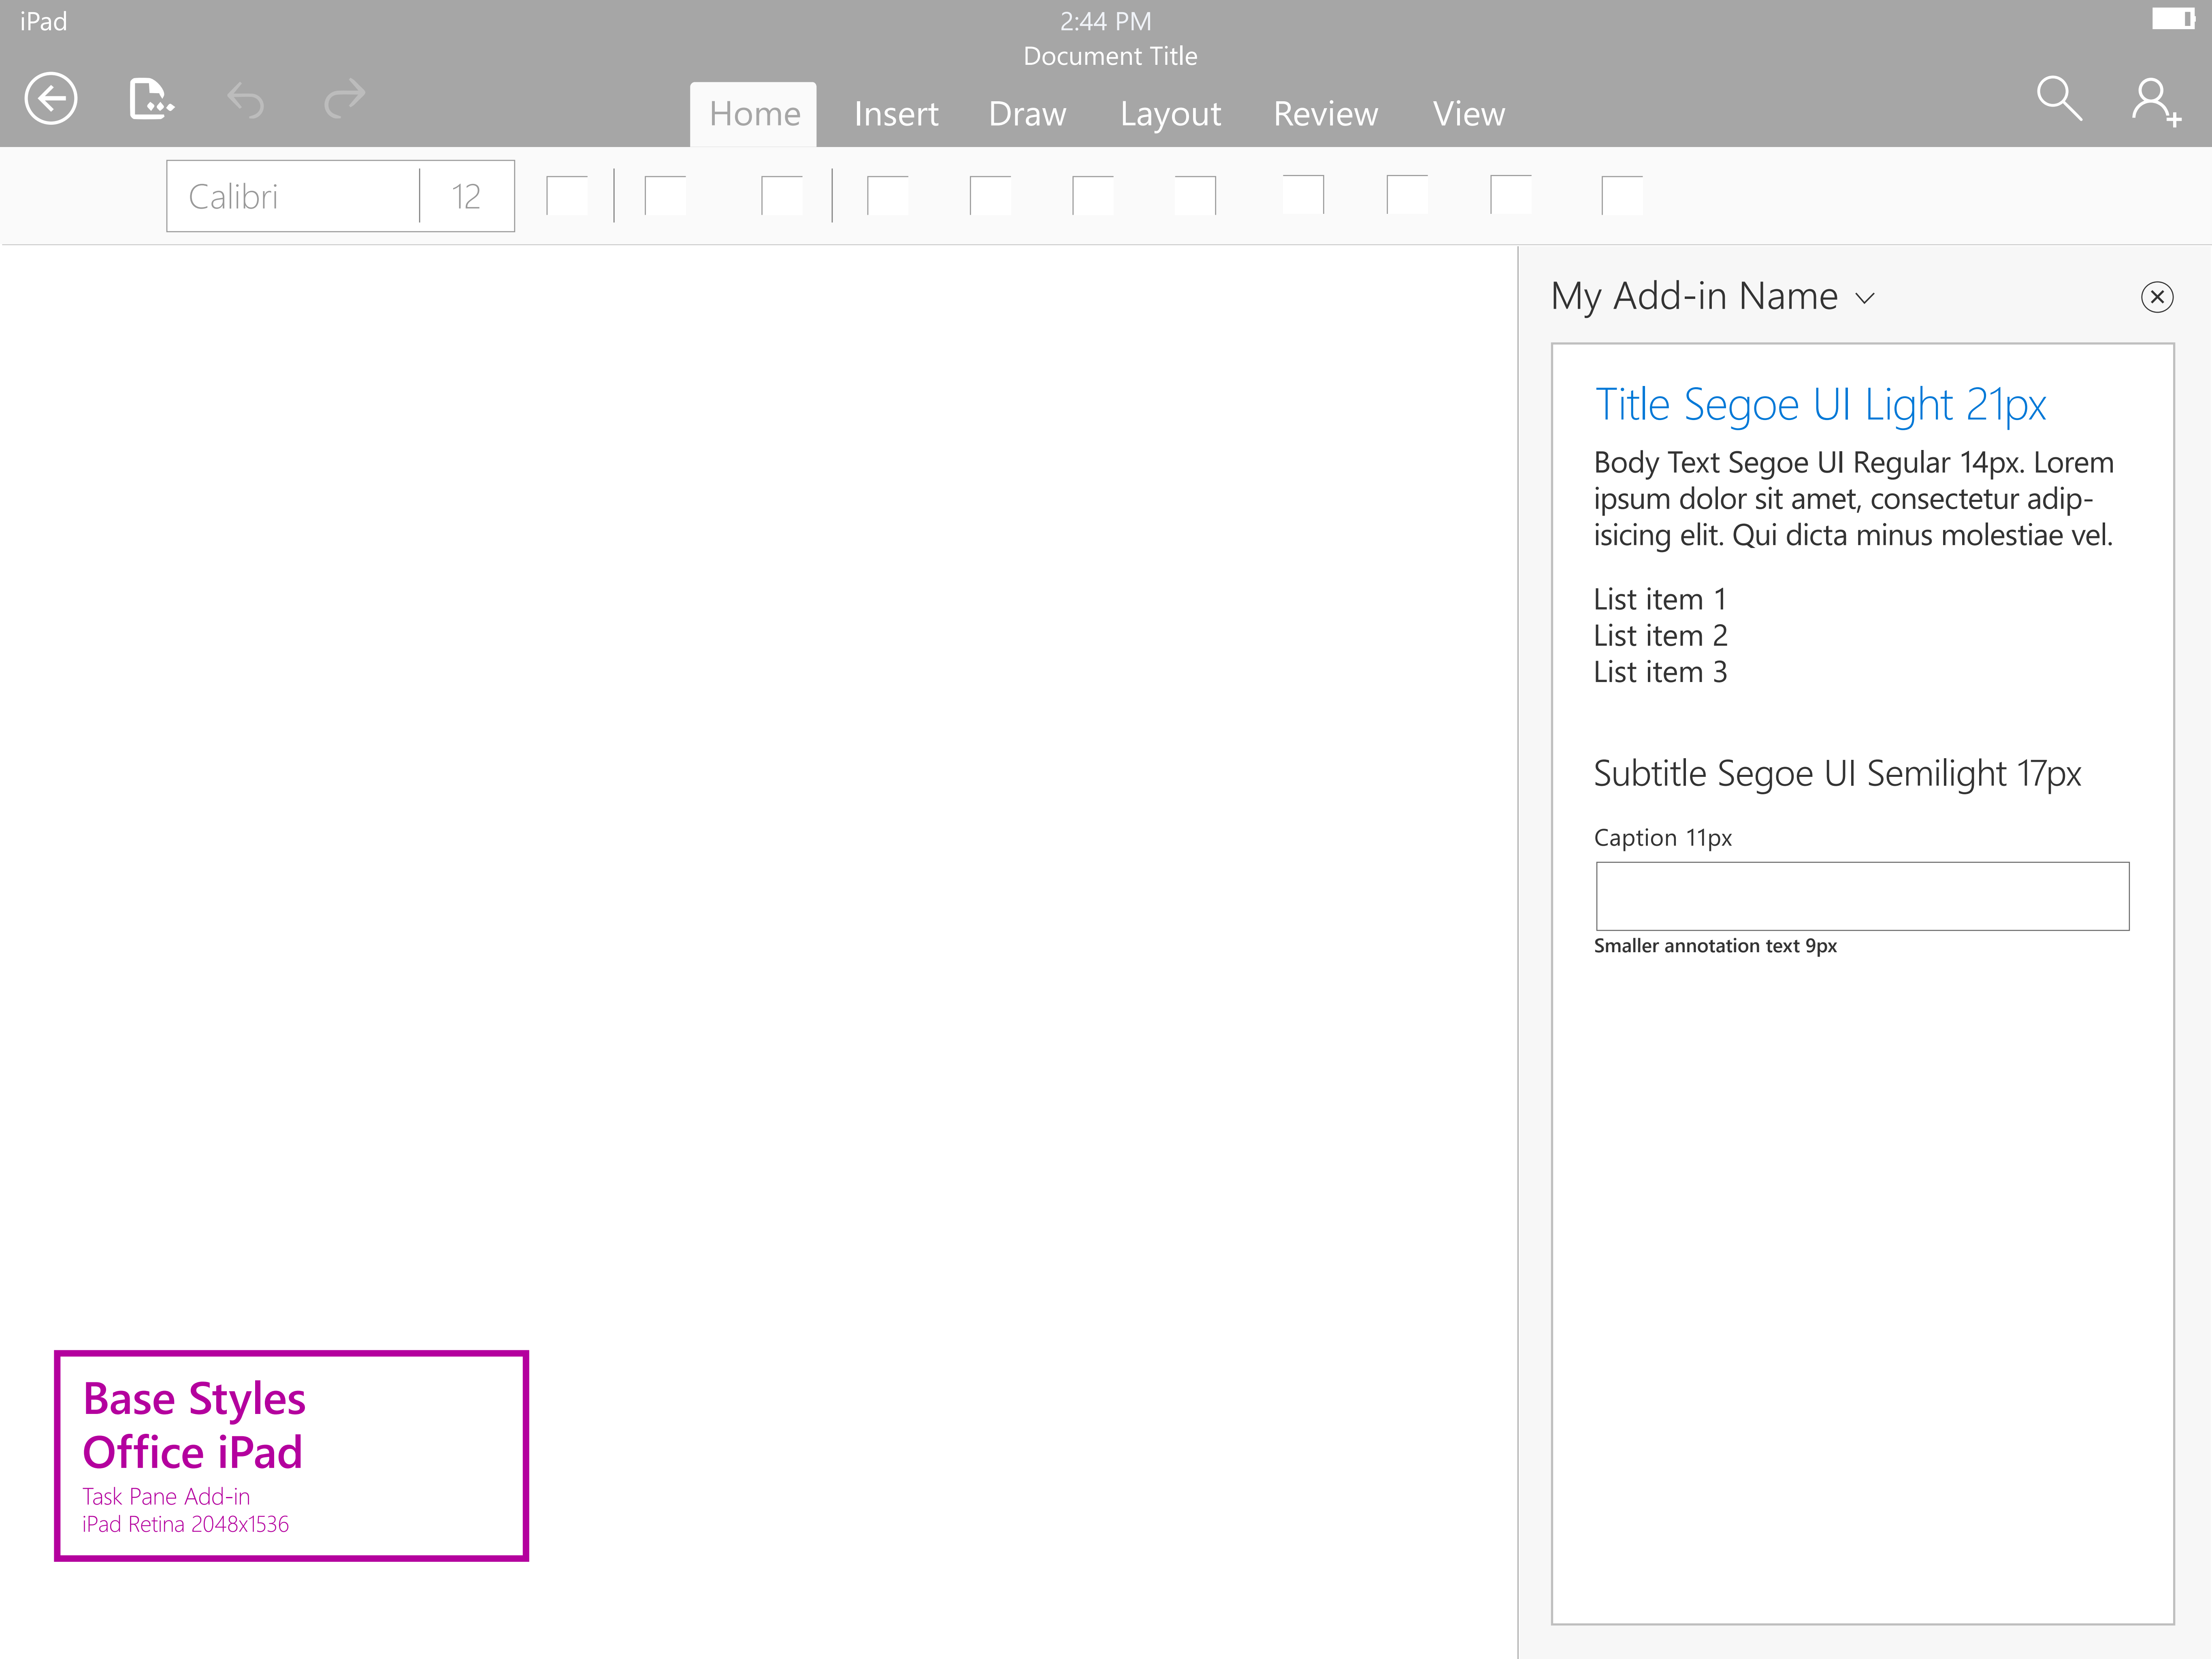 iPad
2:44 PM
Document Title
Home Insert Draw Layout Review View
Calibri 12
My Add-in Name
Title Segoe UI Light 21px
Body Text Segoe UI Regular 14px. Lorem
ipsum dolor sit amet, consectetur adip-
isicing elit. Qui dicta minus molestiae vel.
List item 1
List item 2
List item 3
Subtitle Segoe UI Semilight 17px
Caption 11px
Smaller annotation text 9px
Base Styles
Office iPad
Task Pane Add-in
iPad Retina 2048x1536